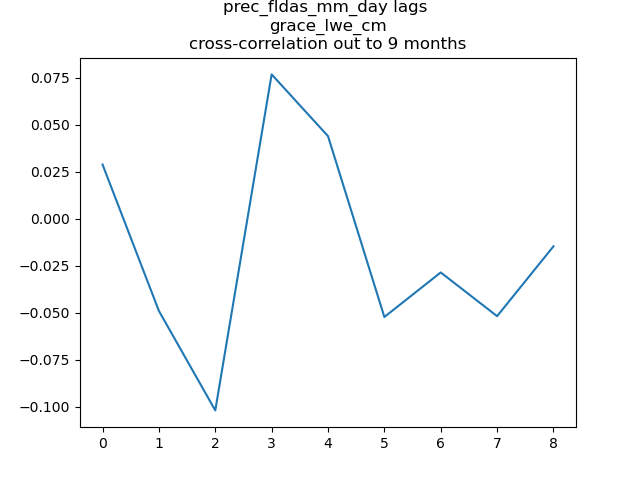 prec_fldas_mm_day lags
grace_lwe_cm
cross-correlation out to 9 months
0.075
0.050
0.025
0.000
−0.025
−0.050
−0.075
−0.100
0 1 2 3 4 5 6 7 8